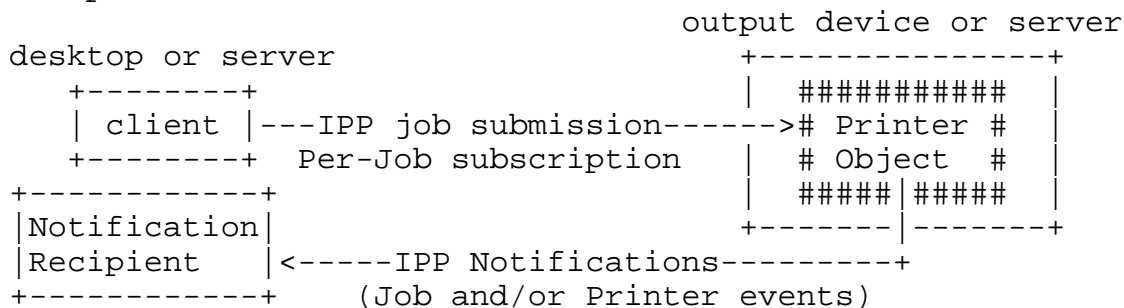 output device or server
desktop or server +---------------+
+--------+ | ########### |
| client |---IPP job submission------># Printer # |
+--------+ Per-Job subscription | # Object # |
+------------+ | #####|##### |
|Notification| +-------|-------+
|Recipient |<-----IPP Notifications---------+
+------------+ (Job and/or Printer events)